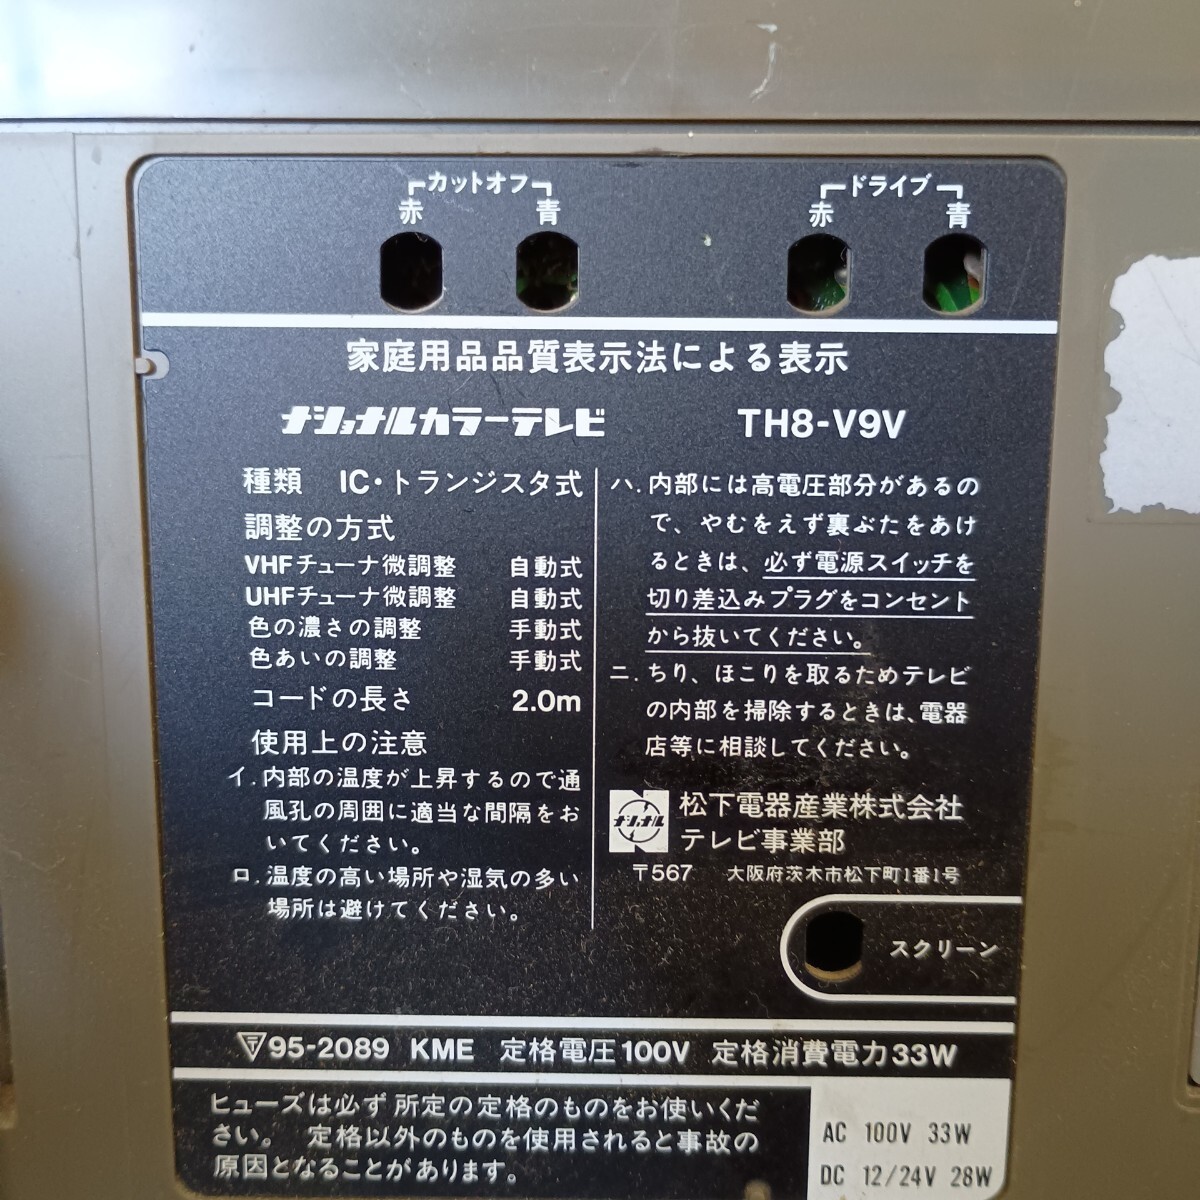 カットオフ
赤 青
ドライブ
赤 青
家庭用品品質表示法による表示
ナショナルカラーテレビ TH8-V9V
種類 IC・トランジスタ式
調整の方式
VHFチューナ微調整 自動式
UHFチューナ微調整 自動式
色の濃さの調整 手動式
色あいの調整 手動式
コードの長さ 2.0m
使用上の注意
イ.内部の温度が上昇するので通
風孔の周囲に適当な間隔をお
いてください。
ロ.温度の高い場所や湿気の多い
場所は避けてください。
ハ.内部には高電圧部分があるの
で、やむをえず裏ぶたをあけ
るときは、必ず電源スイッチを
切り差込みプラグをコンセント
から抜いてください。
ニ.ちり、ほこりを取るためテレビ
の内部を掃除するときは、電器
店等に相談してください。
ナショナル
松下電器産業株式会社
テレビ事業部
〒567 大阪府茨木市松下町1番1号
スクリーン
〒95-2089 KME 定格電圧100V 定格消費電力33W
ヒューズは必ず所定の定格のものをお使いくだ
さい。 定格以外のものを使用されると事故の
原因となることがあります。
AC 100V 33W
DC 12/24V 28W